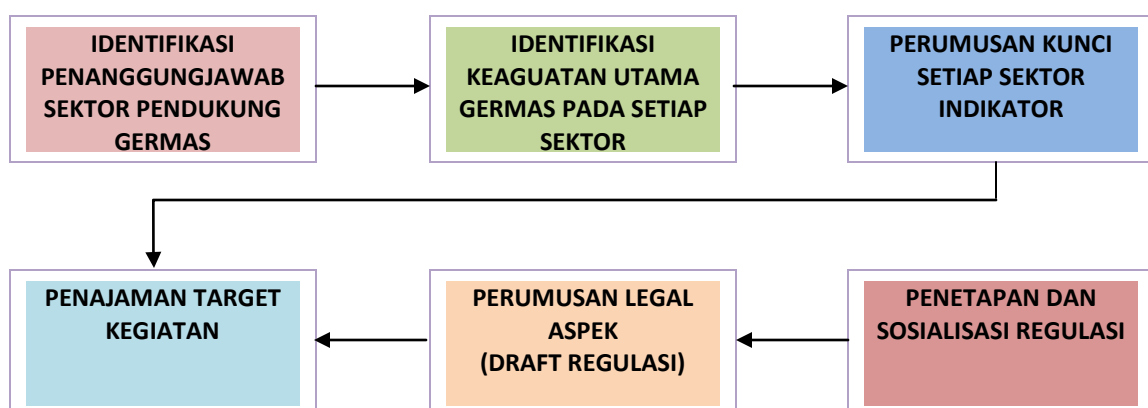 IDENTIFIKASI
PENANGGUNGJAWAB
SEKTOR PENDUKUNG
GERMAS
IDENTIFIKASI
KEAGUATAN UTAMA
GERMAS PADA SETIAP
SEKTOR
PERUMUSAN KUNCI
SETIAP SEKTOR
INDIKATOR
PENAJAMAN TARGET
KEGIATAN
PERUMUSAN LEGAL
ASPEK
(DRAFT REGULASI)
PENETAPAN DAN
SOSIALISASI REGULASI